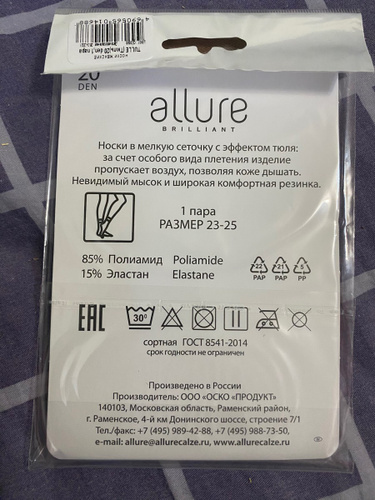 20
DEN
allure
BRILLIANT
Носки в мелкую сеточку с эффектом тюля:
за счет особого вида плетения изделие
пропускает воздух, позволяя коже дышать.
Невидимый мысок и широкая комфортная резинка.
1 пара
РАЗМЕР 23-25
85% Полиамид Poliamide
15% Эластан Elastane
22 21 5
PAP PAP PP
EAC 30°
сортная ГОСТ 8541-2014
срок годности не ограничен
Произведено в России
Производитель: ООО «ОСКО «ПРОДУКТ»
140103, Московская область, Раменский район,
г. Раменское, 4-й км Донинского шоссе, строение 7/1
Тел./факс: +7 (495) 989-42-88, +7 (495) 988-73-50,
e-mail: allure@allurecalze.ru, www.allurecalze.ru